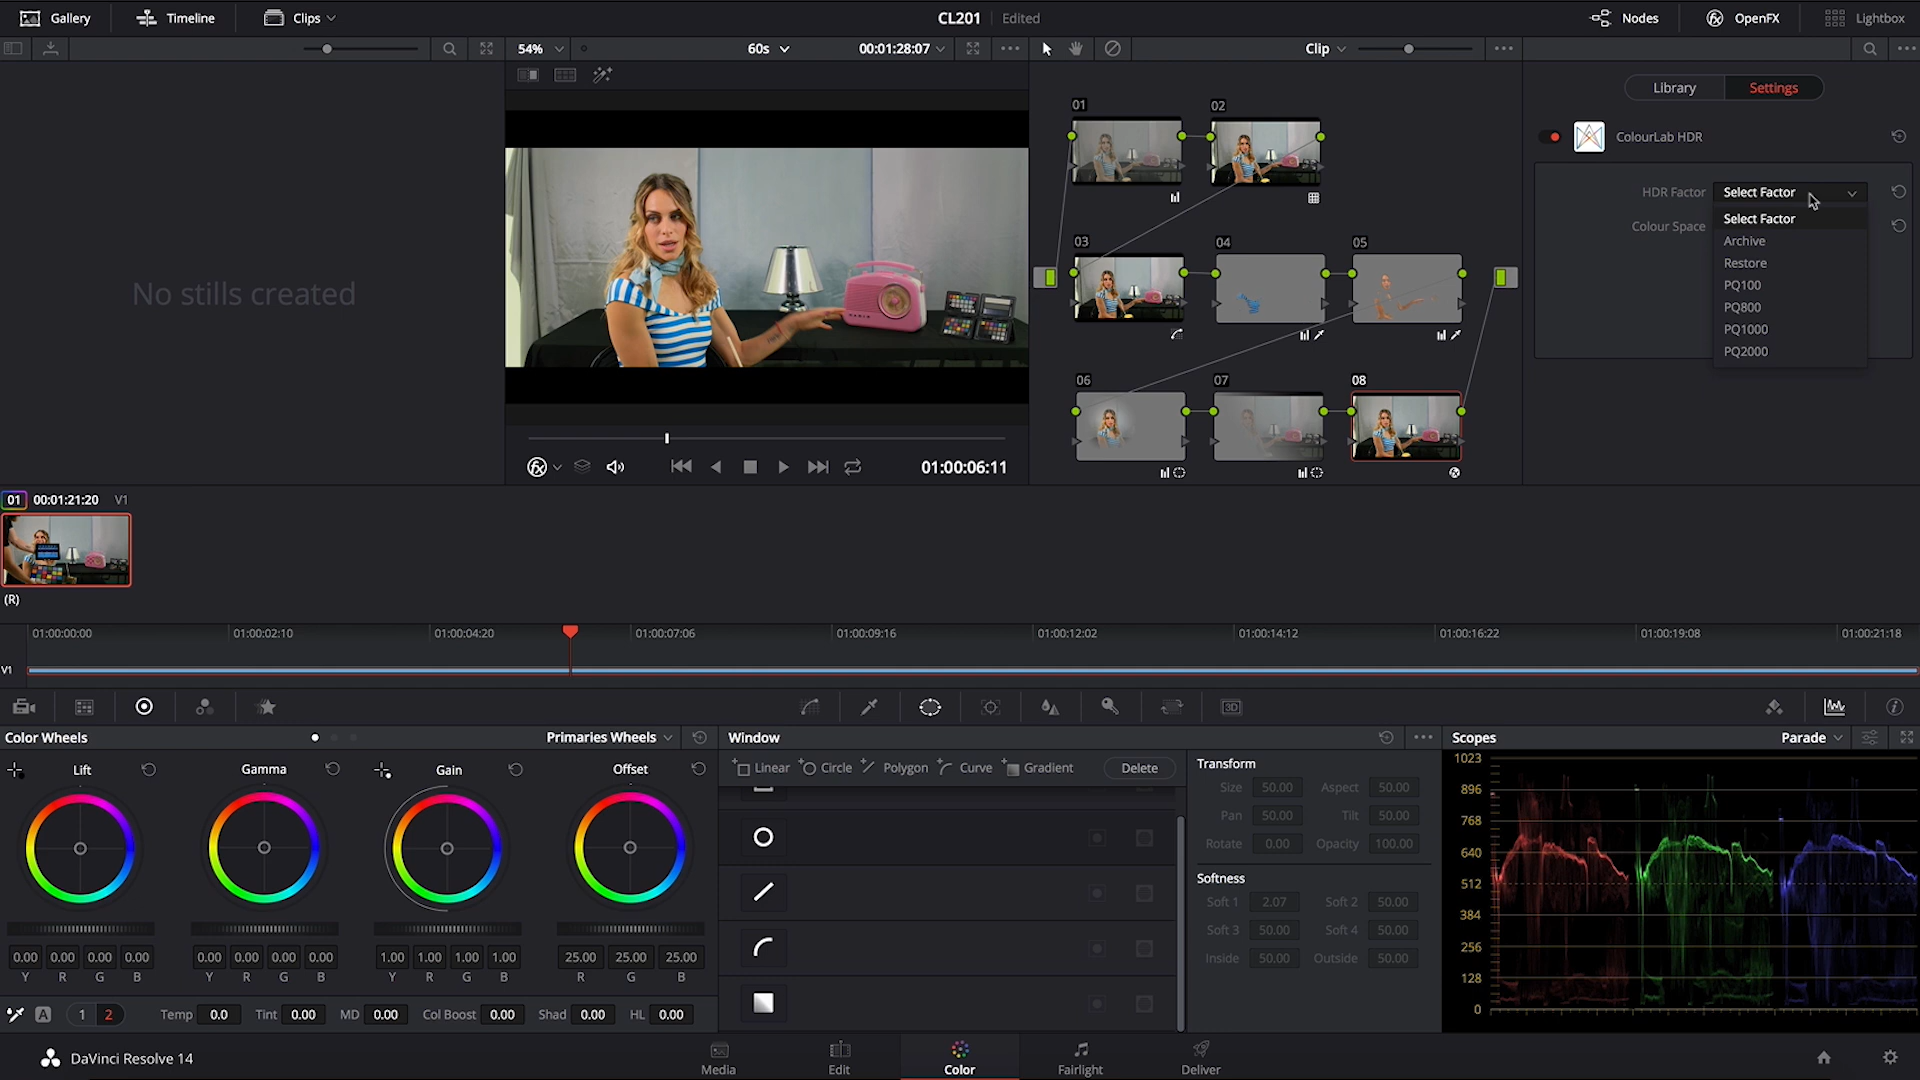 Gallery
Timeline
Clips
CL201 Edited
Nodes
OpenFX
Lightbox
54%
60s
00:01:28:07
Clip
Library
Settings
ColourLab HDR
HDR Factor
Select Factor
Colour Space
Select Factor
Archive
Restore
PQ100
PQ800
PQ1000
PQ2000
No stills created
01
02
03
04
05
06
07
08
01:00:06:11
01 00:01:21:20 V1
(R)
01:00:00:00 01:00:02:10 01:00:04:20 01:00:07:06 01:00:09:16 01:00:12:02 01:00:14:12 01:00:16:22 01:00:19:08 01:00:21:18
V1
3D
Color Wheels
Primaries Wheels
Lift
Gamma
Gain
Offset
0.00 0.00 0.00 0.00
Y R G B
0.00 0.00 0.00 0.00
Y R G B
1.00 1.00 1.00 1.00
Y R G B
25.00 25.00 25.00
R G B
A 1 2 Temp 0.0 Tint 0.00 MD 0.00 Col Boost 0.00 Shad 0.00 HL 0.00
Window
Linear Circle Polygon Curve Gradient Delete
Transform
Size 50.00 Aspect 50.00
Pan 50.00 Tilt 50.00
Rotate 0.00 Opacity 100.00
Softness
Soft 1 2.07 Soft 2 50.00
Soft 3 50.00 Soft 4 50.00
Inside 50.00 Outside 50.00
Scopes
Parade
1023
896
768
640
512
384
256
128
0
DaVinci Resolve 14
Media
Edit
Color
Fairlight
Deliver